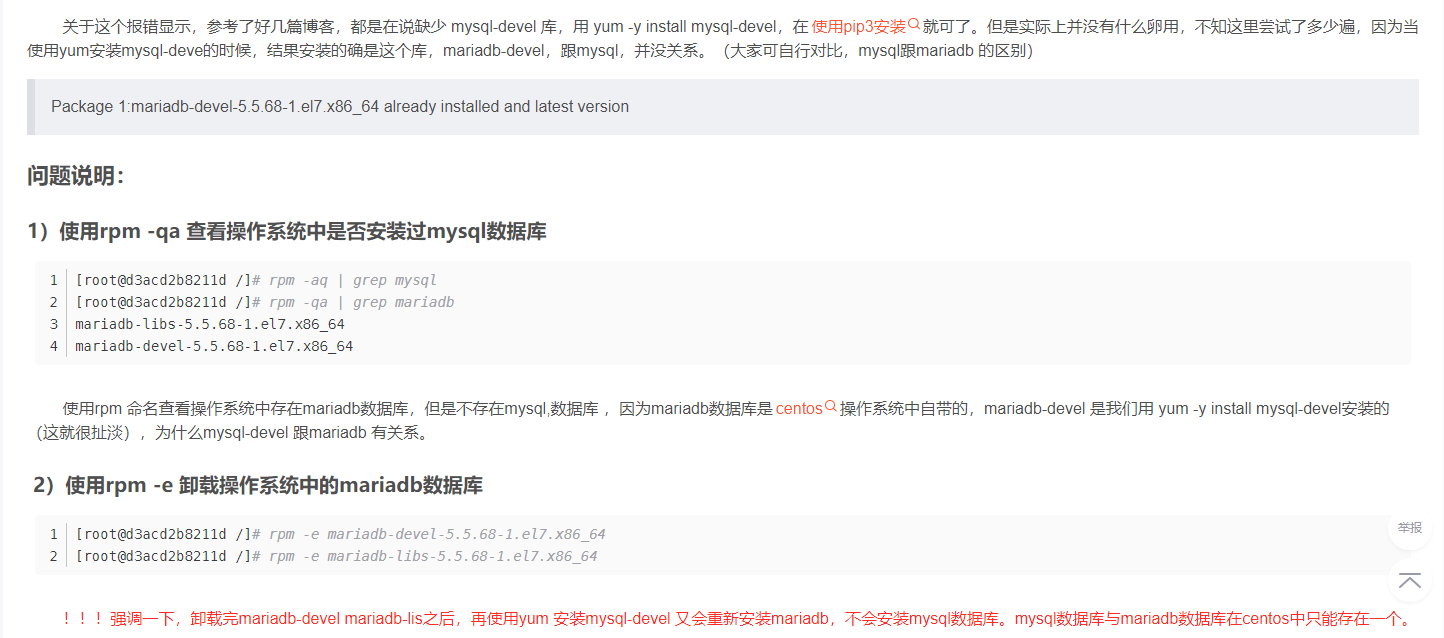 关于这个报错显示，参考了好几篇博客，都是在说缺少 mysql-devel 库，用 yum -y install mysql-devel，在 使用pip3安装 就可了。但是实际上并没有什么卵用，不知这里尝试了多少遍，因为当
使用yum安装mysql-deve的时候，结果安装的确是这个库，mariadb-devel，跟mysql，并没关系。（大家可自行对比，mysql跟mariadb 的区别）
Package 1:mariadb-devel-5.5.68-1.el7.x86_64 already installed and latest version
问题说明：
1）使用rpm -qa 查看操作系统中是否安装过mysql数据库
1 [root@d3acd2b8211d /]# rpm -aq | grep mysql
2 [root@d3acd2b8211d /]# rpm -qa | grep mariadb
3 mariadb-libs-5.5.68-1.el7.x86_64
4 mariadb-devel-5.5.68-1.el7.x86_64
使用rpm 命名查看操作系统中存在mariadb数据库，但是不存在mysql,数据库 ，因为mariadb数据库是 centos 操作系统中自带的，mariadb-devel 是我们用 yum -y install mysql-devel安装的
（这就很扯淡），为什么mysql-devel 跟mariadb 有关系。
2）使用rpm -e 卸载操作系统中的mariadb数据库
1 [root@d3acd2b8211d /]# rpm -e mariadb-devel-5.5.68-1.el7.x86_64
举报
2 [root@d3acd2b8211d /]# rpm -e mariadb-libs-5.5.68-1.el7.x86_64
！！！强调一下，卸载完mariadb-devel mariadb-lis之后，再使用yum 安装mysql-devel 又会重新安装mariadb，不会安装mysql数据库。mysql数据库与mariadb数据库在centos中只能存在一个。